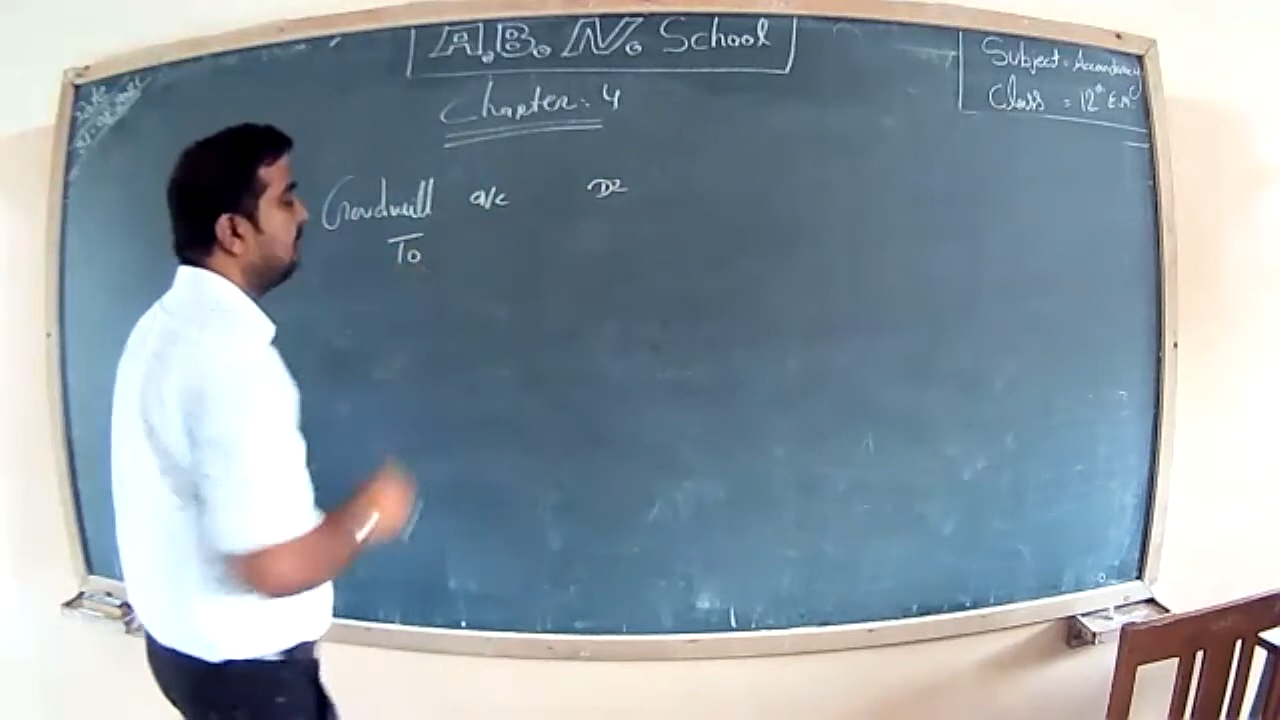 A.B.N. School
Subject = Accountancy
Class = 12th E.M
Chapter: 4
Goodwill a/c Dr
To